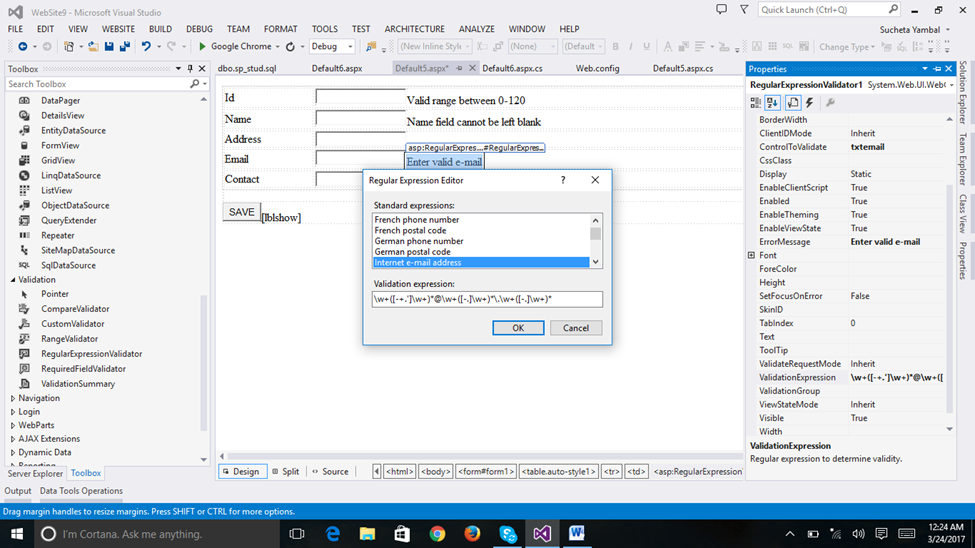 WebSite9 - Microsoft Visual Studio
Quick Launch (Ctrl+Q)
FILE EDIT VIEW WEBSITE BUILD DEBUG TEAM FORMAT TOOLS TEST ARCHITECTURE ANALYZE WINDOW HELP Sucheta Yambal
Google Chrome Debug (New Inline Style (None) (Default B I U A Change Type
Toolbox
Search Toolbox
DataPager
DetailsView
EntityDataSource
FormView
GridView
LinqDataSource
ListView
ObjectDataSource
QueryExtender
Repeater
SiteMapDataSource
SqlDataSource
Validation
Pointer
CompareValidator
CustomValidator
RangeValidator
RegularExpressionValidator
RequiredFieldValidator
ValidationSummary
Navigation
Login
WebParts
AJAX Extensions
Dynamic Data
Reporting
Server Explorer Toolbox
Output Data Tools Operations
dbo.sp_stud.sql Default6.aspx Default5.aspx* Default6.aspx.cs Web.config Default5.aspx.cs
Id Valid range between 0-120
Name Name field cannot be left blank
Address
asp:RegularExpres...#RegularExpres...
Email Enter valid e-mail
Contact
SAVE [lblshow]
Regular Expression Editor ?
Standard expressions:
French phone number
French postal code
German phone number
German postal code
Internet e-mail address
Validation expression:
\w+([-+.']\w+)*@\w+([-.]\w+)*\.\w+([-.]\w+)*
OK Cancel
Design Split Source <html> <body> <form#form1> <table.auto-style1> <tr> <td> <asp:RegularExpression
Properties
RegularExpressionValidator1 System.Web.UI.Web
BorderWidth
ClientIDMode Inherit
ControlToValidate txtemail
CssClass
Display Static
EnableClientScript True
Enabled True
EnableTheming True
EnableViewState True
ErrorMessage Enter valid e-mail
Font
ForeColor
Height
SetFocusOnError False
SkinID
TabIndex 0
Text
ToolTip
ValidateRequestMode Inherit
ValidationExpression \w+([-+.']\w+)*@\w+([
ValidationGroup
ViewStateMode Inherit
Visible True
Width
ValidationExpression
Regular expression to determine validity.
Solution Explorer
Team Explorer
Class View
Properties
Drag margin handles to resize margins. Press SHIFT or CTRL for more options.
I'm Cortana. Ask me anything.
12:24 AM
3/24/2017